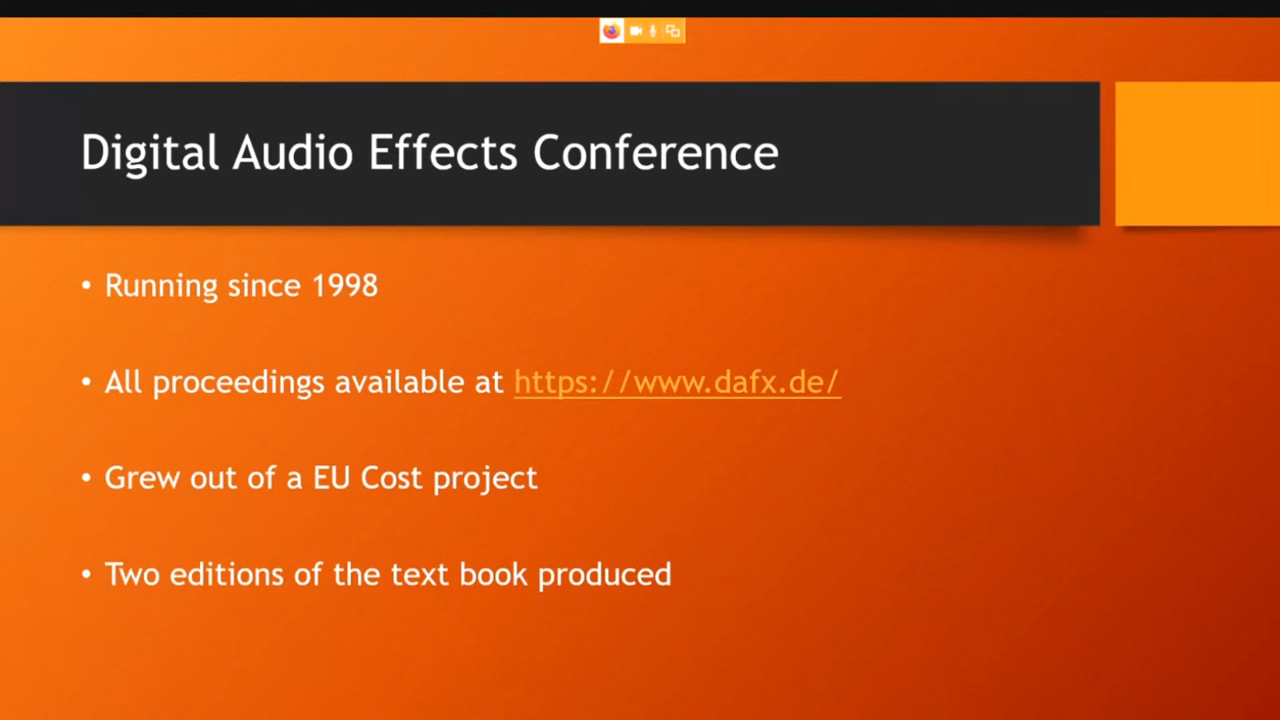 Digital Audio Effects Conference
• Running since 1998
• All proceedings available at https://www.dafx.de/
• Grew out of a EU Cost project
• Two editions of the text book produced